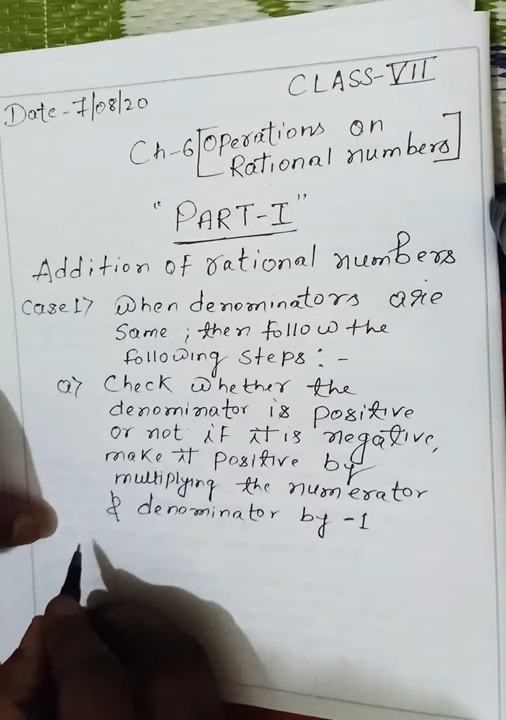 CLASS-VII
Date-7/08/20
Ch-6[Operations on
Rational numbers]
"PART-I"
Addition of rational numbers
Case 1> When denominators are
Same ; then follow the
following steps : -
a> Check whether the
denominator is positive
or not if it is negative,
make it positive by
multiplying the numerator
& denominator by -1